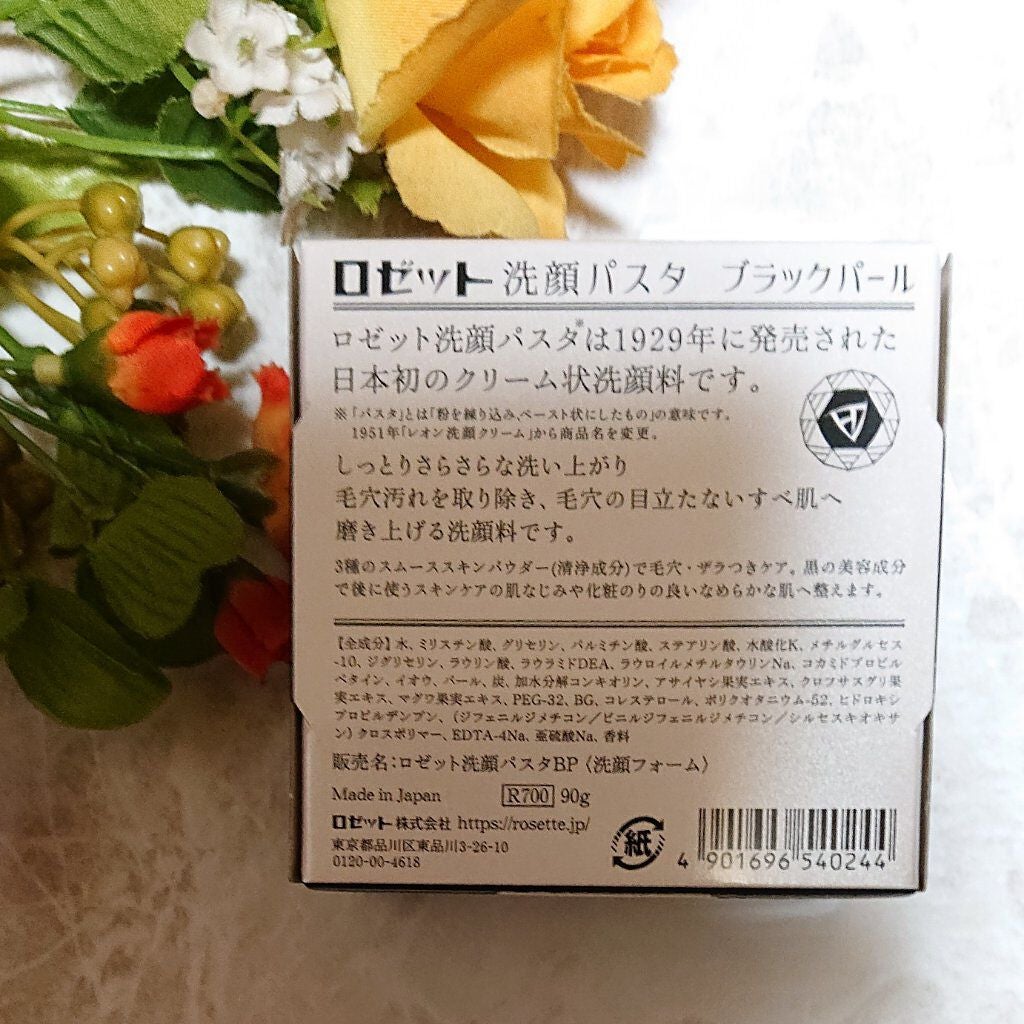 ロゼット洗顔パスタ ブラックパール
ロゼット洗顔パスタ※は1929年に発売された
日本初のクリーム状洗顔料です。
※「パスタ」とは「粉を練り込み、ペースト状にしたもの」の意味です。
1951年「レオン洗顔クリーム」から商品名を変更。
しっとりさらさらな洗い上がり
毛穴汚れを取り除き、毛穴の目立たないすべ肌へ
磨き上げる洗顔料です。
3種のスムーススキンパウダー(清浄成分)で毛穴・ザラつきケア。黒の美容成分
で後に使うスキンケアの肌なじみや化粧のりの良いなめらかな肌へ整えます。
【全成分】水、ミリスチン酸、グリセリン、パルミチン酸、ステアリン酸、水酸化K、メチルグルセス
-10、ジグリセリン、ラウリン酸、ラウラミドDEA、ラウロイルメチルタウリンNa、コカミドプロピル
ベタイン、イオウ、パール、炭、加水分解コンキオリン、アサイヤシ果実エキス、クロフサスグリ果
実エキス、マグワ果実エキス、PEG-32、BG、コレステロール、ポリクオタニウム-52、ヒドロキシ
プロピルデンプン、(ジフェニルジメチコン/ビニルジフェニルジメチコン/シルセスキオキサ
ン)クロスポリマー、EDTA-4Na、亜硫酸Na、香料
販売名:ロゼット洗顔パスタBP〈洗顔フォーム〉
Made in Japan R700 90g
ロゼット株式会社 https://rosette.jp/
東京都品川区東品川3-26-10
0120-00-4618
紙
4 901696 540244